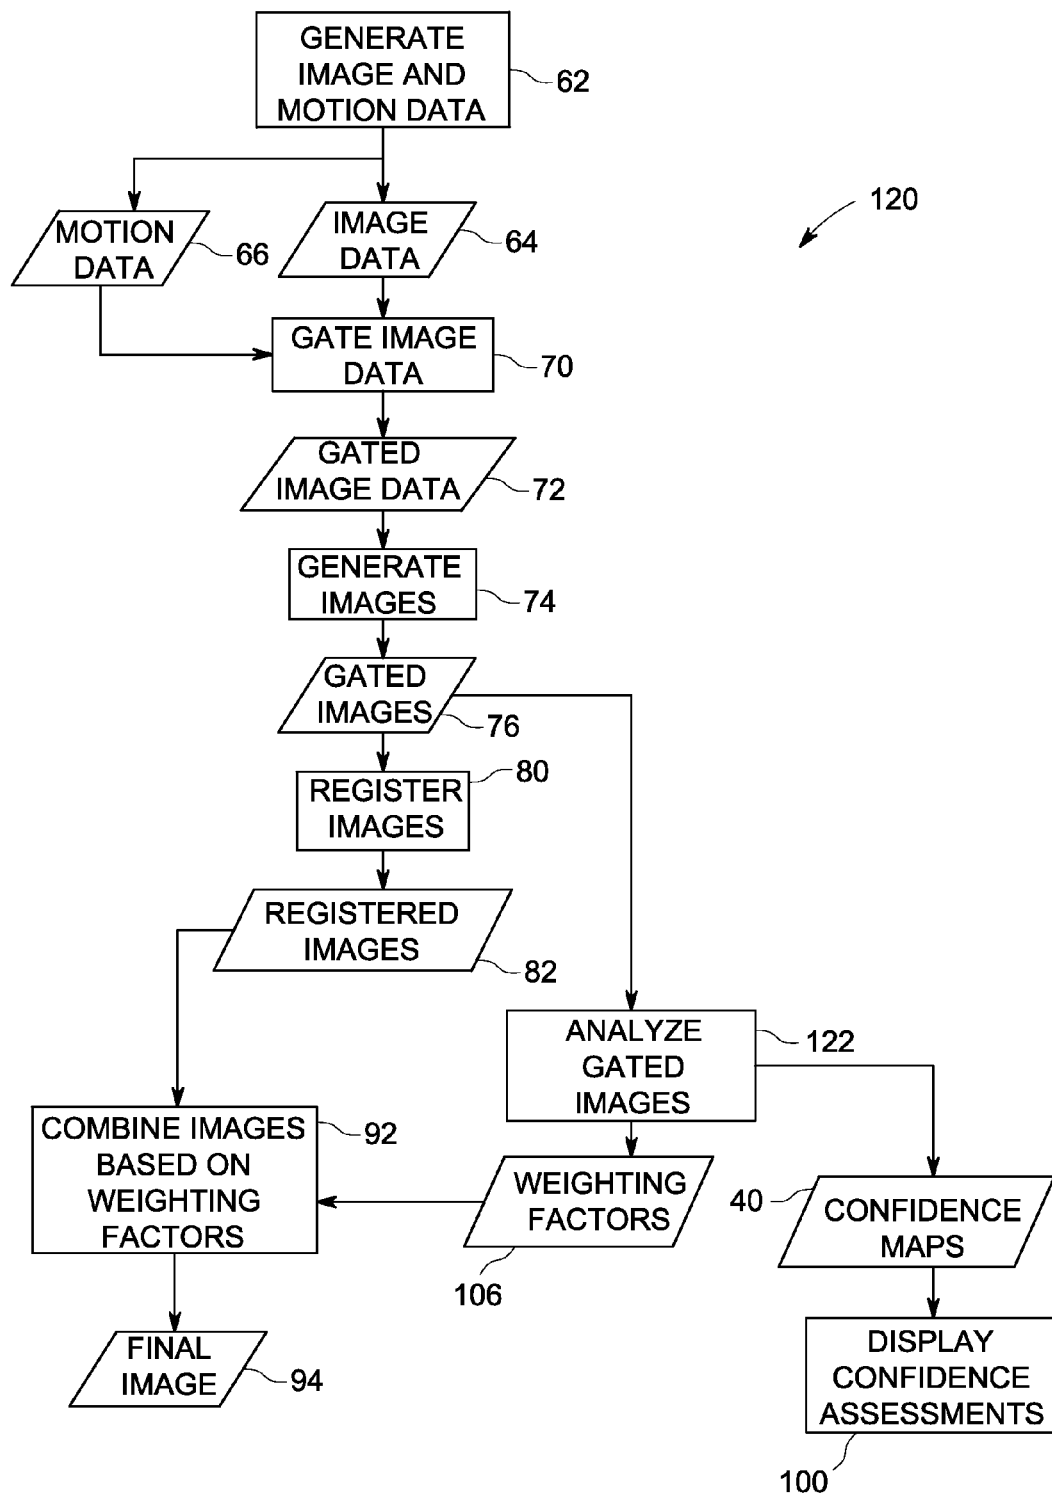 GENERATE
IMAGE AND
MOTION DATA
62
120
MOTION
DATA
66
IMAGE
DATA
64
GATE IMAGE
DATA
70
GATED
IMAGE DATA
72
GENERATE
IMAGES
74
GATED
IMAGES
76
REGISTER
IMAGES
80
REGISTERED
IMAGES
82
ANALYZE
GATED
IMAGES
122
COMBINE IMAGES
BASED ON
WEIGHTING
FACTORS
92
WEIGHTING
FACTORS
106
40
CONFIDENCE
MAPS
FINAL
IMAGE
94
DISPLAY
CONFIDENCE
ASSESSMENTS
100